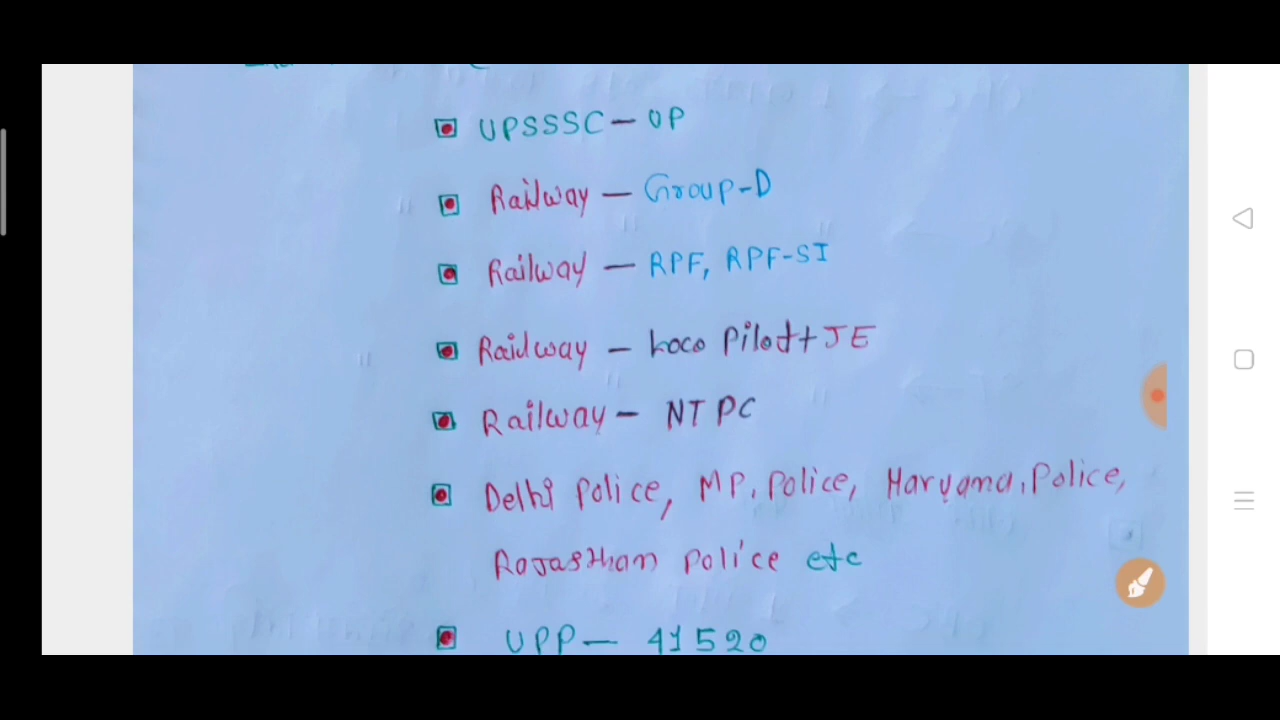 UPSSSC — UP
Railway — Group-D
Railway — RPF, RPF-SI
Railway — Loco Pilot + JE
Railway — NTPC
Delhi Police, MP. Police, Haryana. Police,
Rajasthan Police etc
UPP — 41520